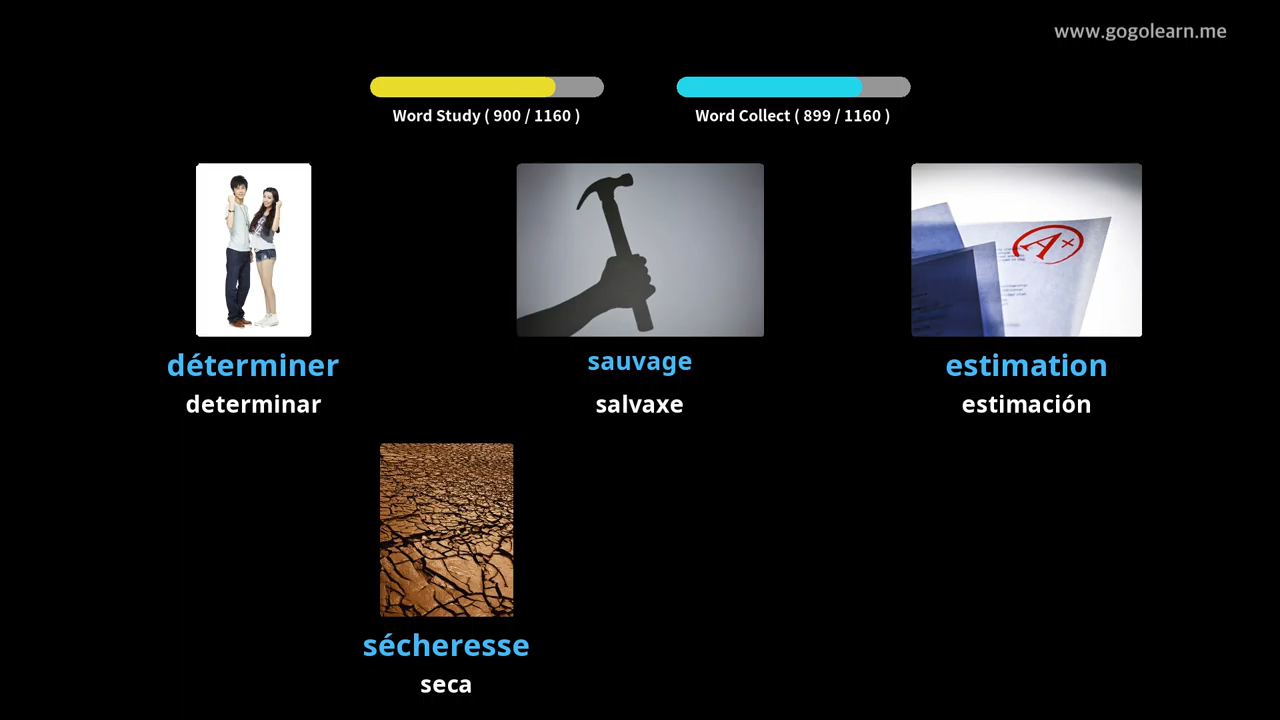 www.gogolearn.me
Word Study ( 900 / 1160 )
Word Collect ( 899 / 1160 )
A+
déterminer
determinar
sauvage
salvaxe
estimation
estimación
sécheresse
seca